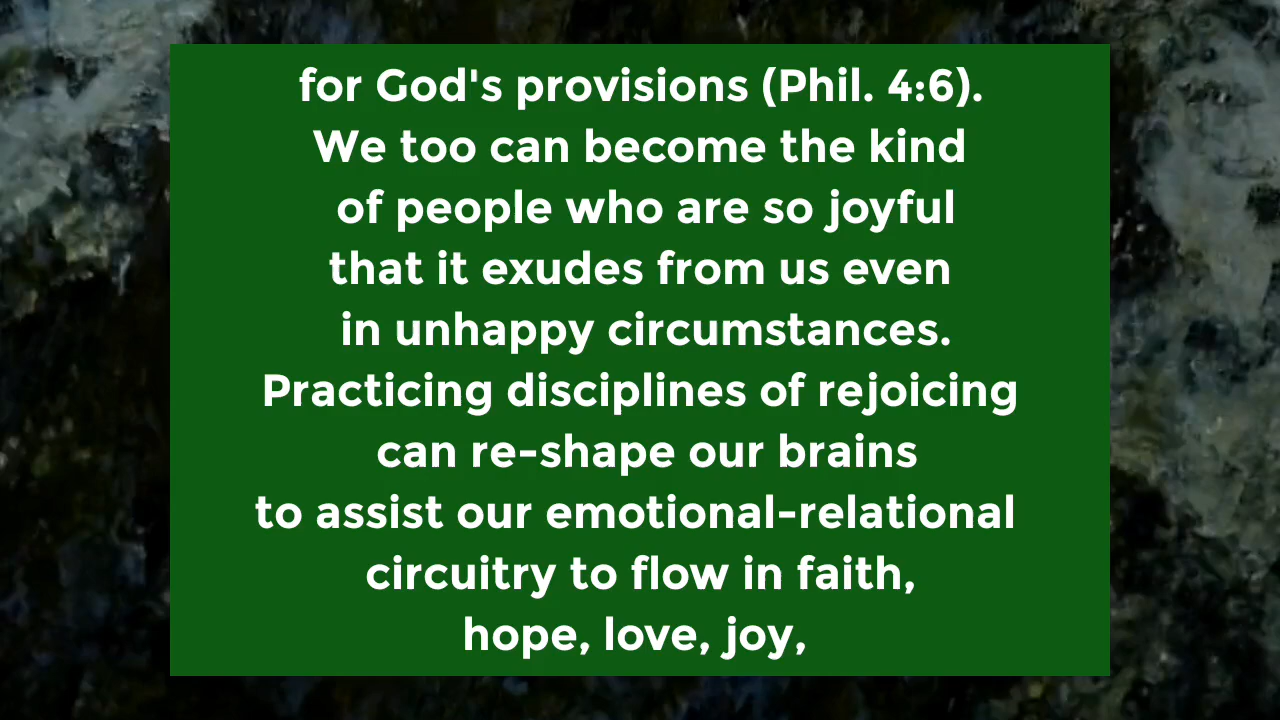 for God's provisions (Phil. 4:6).
We too can become the kind
of people who are so joyful
that it exudes from us even
in unhappy circumstances.
Practicing disciplines of rejoicing
can re-shape our brains
to assist our emotional-relational
circuitry to flow in faith,
hope, love, joy,